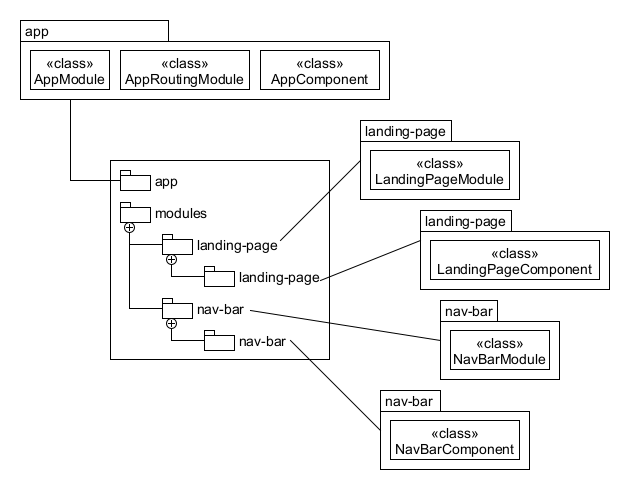 app
«class»
AppModule
«class»
AppRoutingModule
«class»
AppComponent
landing-page
«class»
LandingPageModule
app
modules
landing-page
landing-page
nav-bar
nav-bar
landing-page
«class»
LandingPageComponent
nav-bar
«class»
NavBarModule
nav-bar
«class»
NavBarComponent